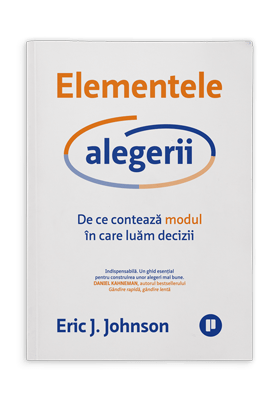 Elementele
alegerii
De ce contează modul
în care luăm decizii
Indispensabilă. Un ghid esențial
pentru construirea unor alegeri mai bune.
DANIEL KAHNEMAN, autorul bestsellerului
Gândire rapidă, gândire lentă
Eric J. Johnson